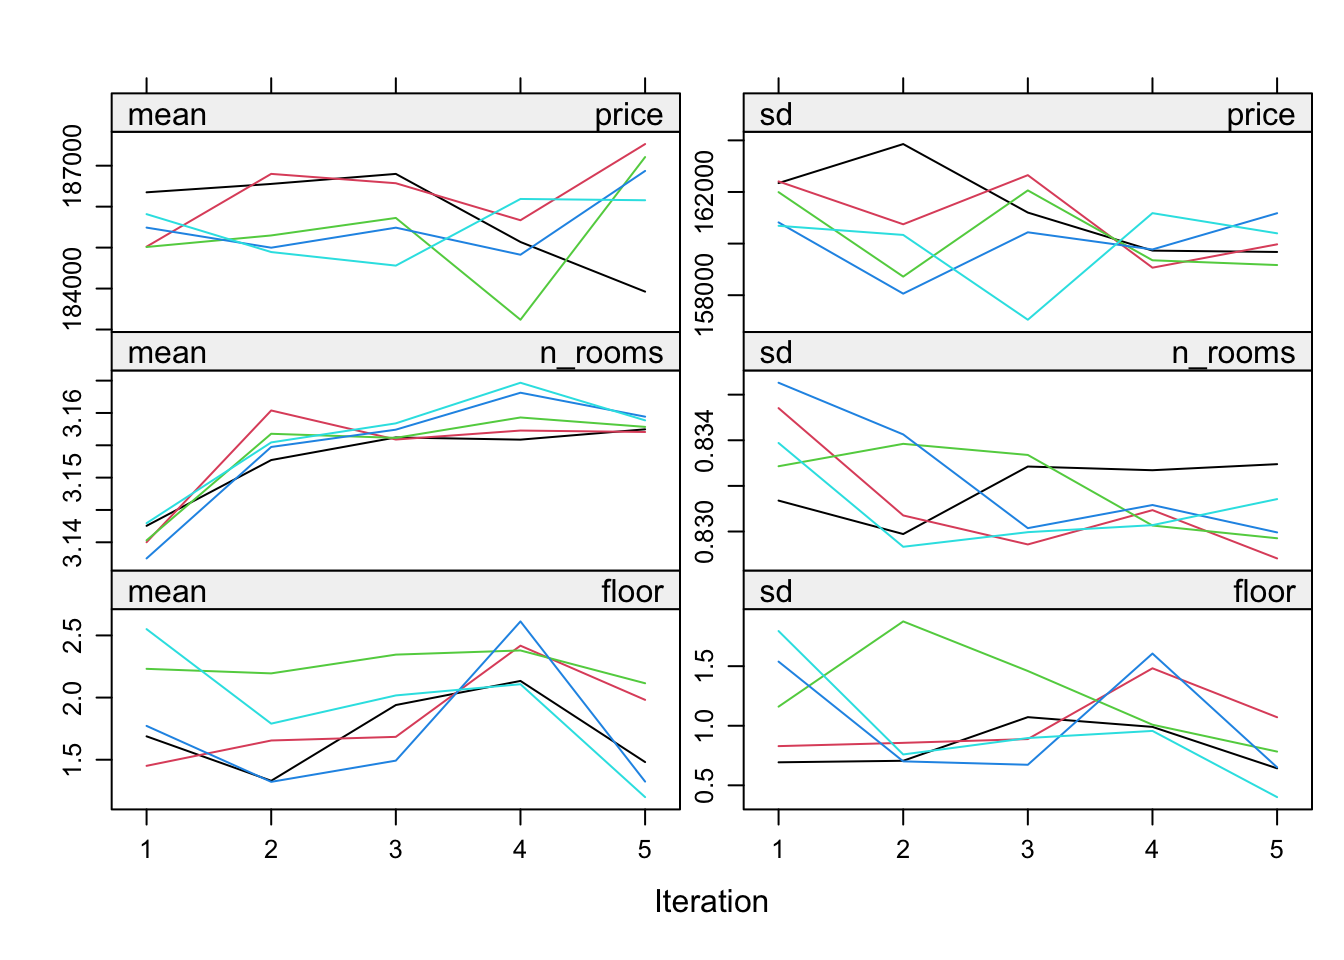 mean price
sd price
187000
184000
162000
158000
mean n_rooms
sd n_rooms
3.16
3.15
3.14
0.834
0.830
mean floor
sd floor
2.5
2.0
1.5
1.5
1.0
0.5
1 2 3 4 5
1 2 3 4 5
Iteration